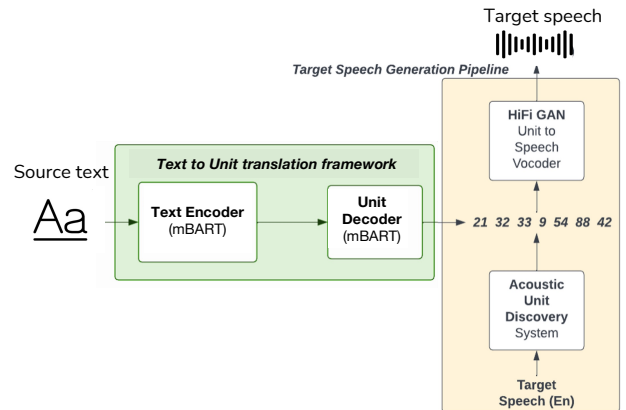 Target speech
Target Speech Generation Pipeline
HiFi GAN
Unit to
Speech
Vocoder
Text to Unit translation framework
Source text
Aa
Text Encoder
(mBART)
Unit
Decoder
(mBART)
21 32 33 9 54 88 42
Acoustic
Unit
Discovery
System
Target
Speech (En)